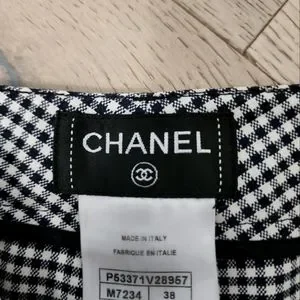 CHANEL
MADE IN ITALY
FABRIQUE EN ITALIE
P53371V28957
M7234 38